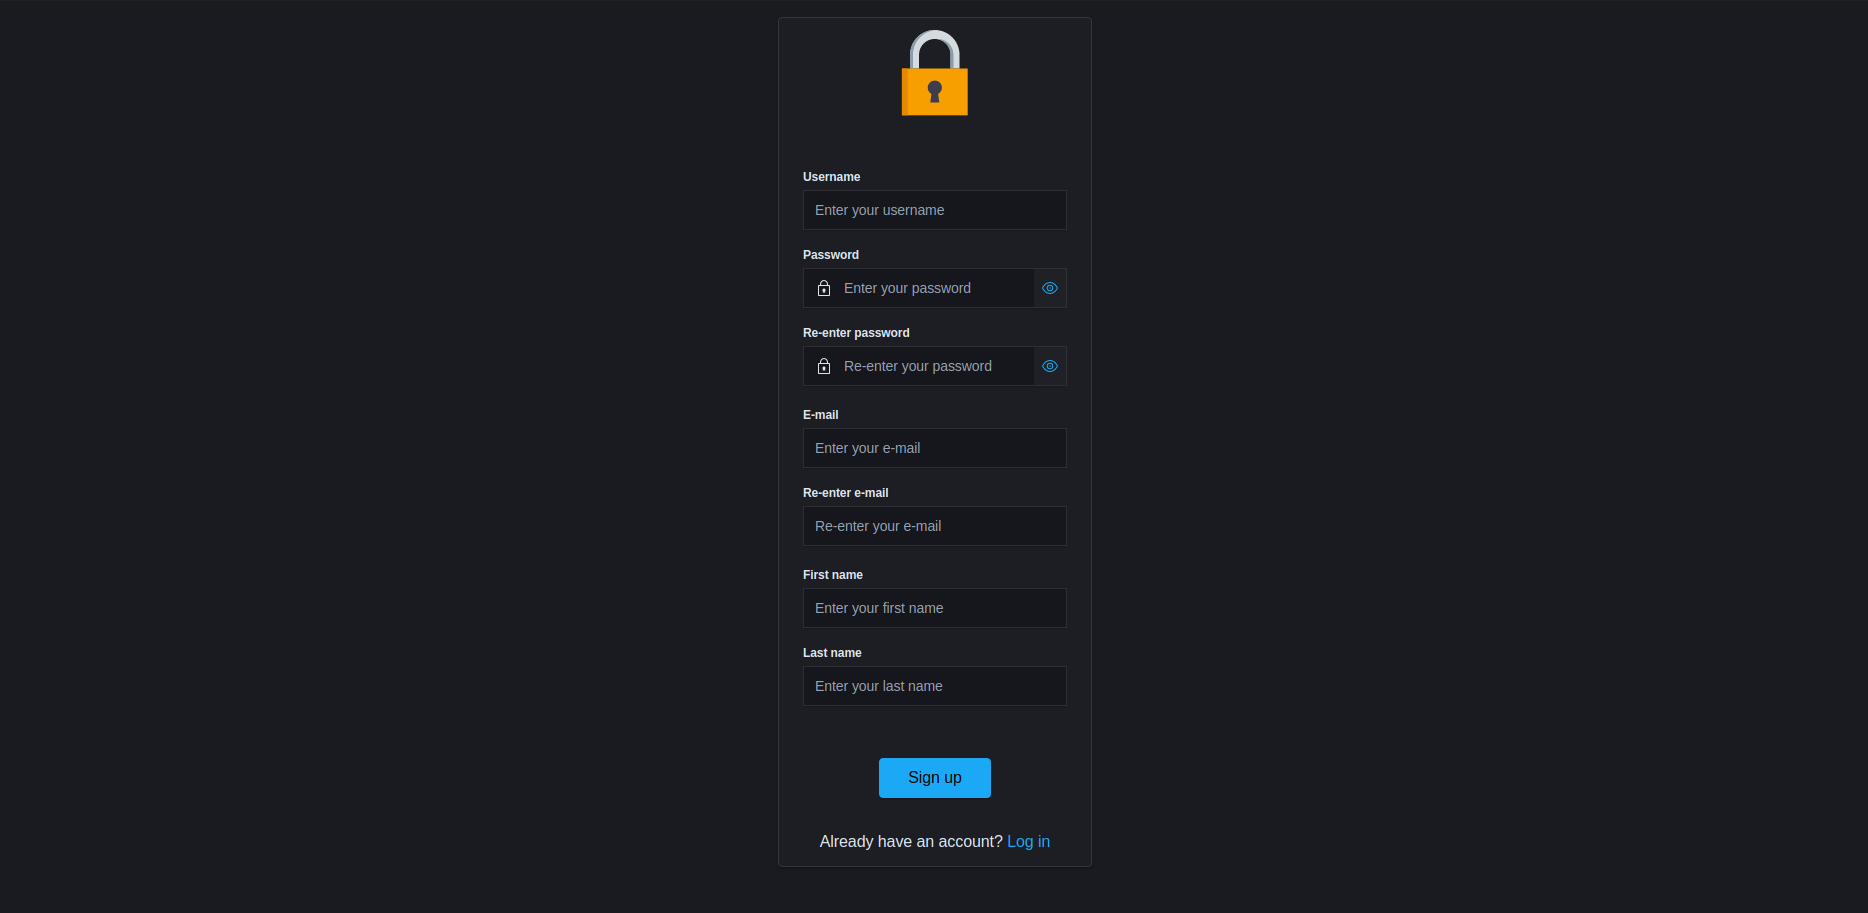 Username
Enter your username
Password
Enter your password
Re-enter password
Re-enter your password
E-mail
Enter your e-mail
Re-enter e-mail
Re-enter your e-mail
First name
Enter your first name
Last name
Enter your last name
Sign up
Already have an account? Log in